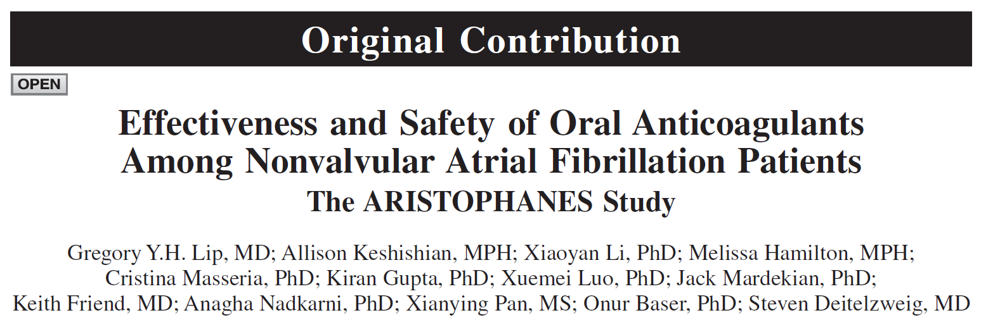 Original Contribution
OPEN
Effectiveness and Safety of Oral Anticoagulants
Among Nonvalvular Atrial Fibrillation Patients
The ARISTOPHANES Study
Gregory Y.H. Lip, MD; Allison Keshishian, MPH; Xiaoyan Li, PhD; Melissa Hamilton, MPH;
Cristina Masseria, PhD; Kiran Gupta, PhD; Xuemei Luo, PhD; Jack Mardekian, PhD;
Keith Friend, MD; Anagha Nadkarni, PhD; Xianying Pan, MS; Onur Baser, PhD; Steven Deitelzweig, MD